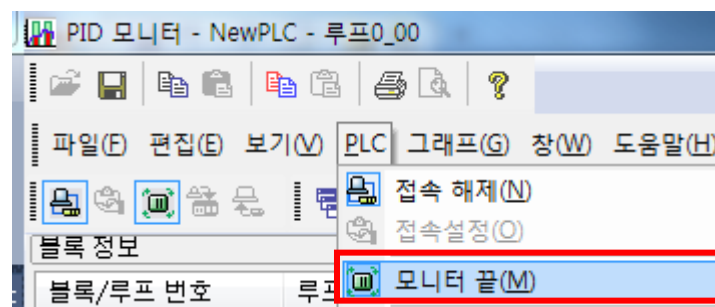 PID 모니터 - NewPLC - 루프0_00
파일(F) 편집(E) 보기(V) PLC 그래프(G) 창(W) 도움말(H)
접속 해제(N)
접속설정(O)
블록 정보
모니터 끝(M)
블록/루프 번호 루프